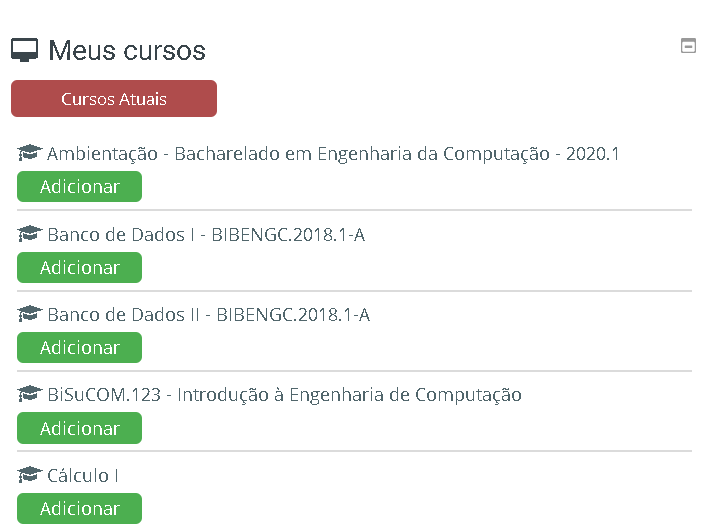 Meus cursos
Cursos Atuais
Ambientação - Bacharelado em Engenharia da Computação - 2020.1
Adicionar
Banco de Dados I - BIBENGC.2018.1-A
Adicionar
Banco de Dados II - BIBENGC.2018.1-A
Adicionar
BiSuCOM.123 - Introdução à Engenharia de Computação
Adicionar
Cálculo I
Adicionar